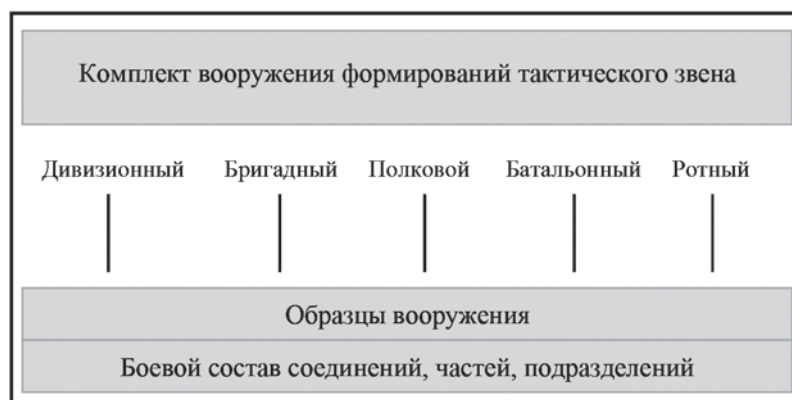 Комплект вооружения формирований тактического звена
Дивизионный Бригадный Полковой Батальонный Ротный
Образцы вооружения
Боевой состав соединений, частей, подразделений